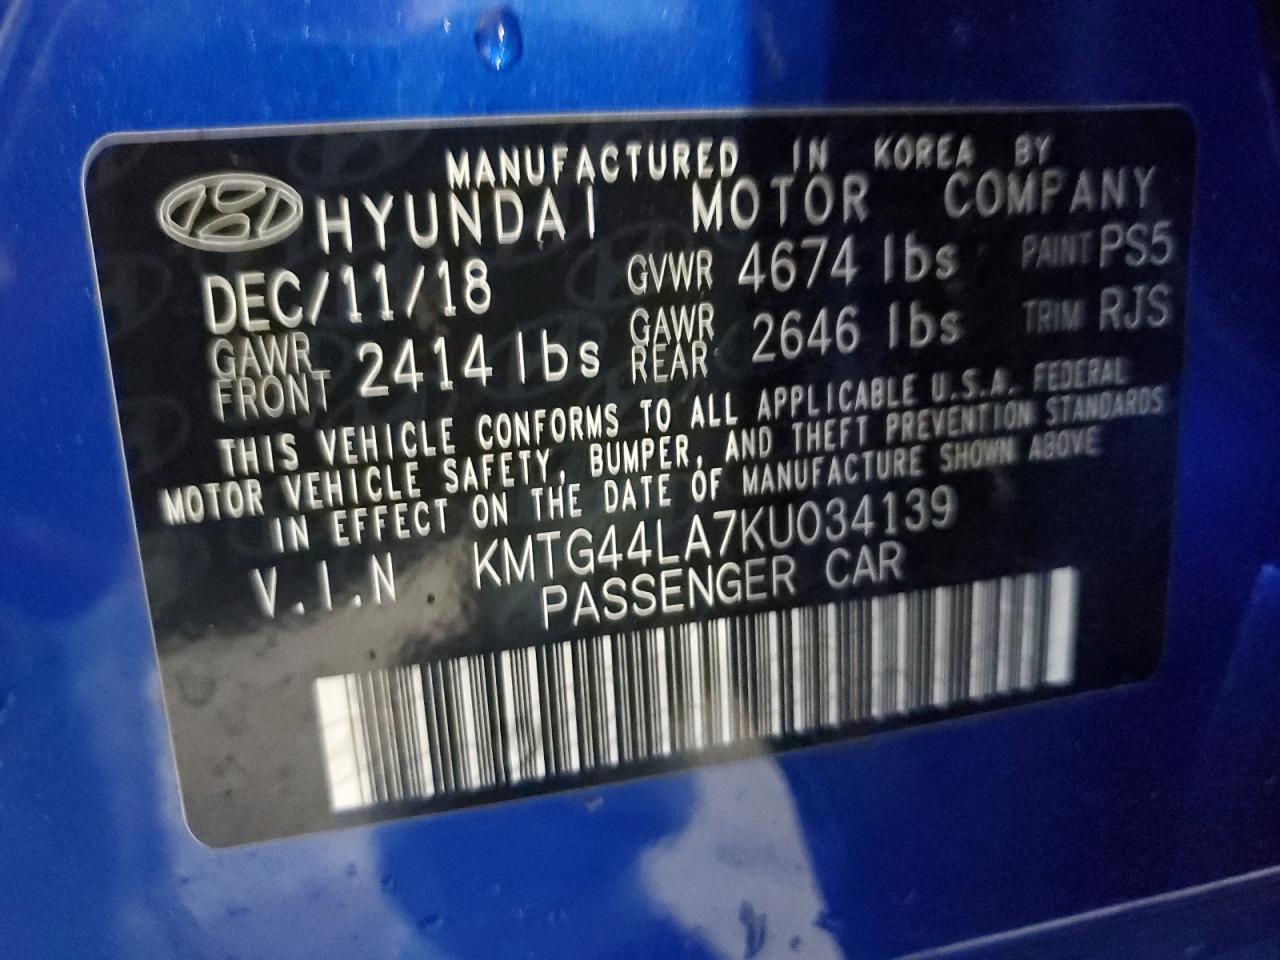 MANUFACTURED IN KOREA BY
HYUNDAI MOTOR COMPANY
DEC/11/18 GVWR 4674 lbs PAINT PS5
GAWR FRONT 2414 lbs GAWR REAR 2646 lbs TRIM RJS
THIS VEHICLE CONFORMS TO ALL APPLICABLE U.S.A. FEDERAL
MOTOR VEHICLE SAFETY, BUMPER, AND THEFT PREVENTION STANDARDS
IN EFFECT ON THE DATE OF MANUFACTURE SHOWN ABOVE
V.I.N. KMTG44LA7KU034139
PASSENGER CAR